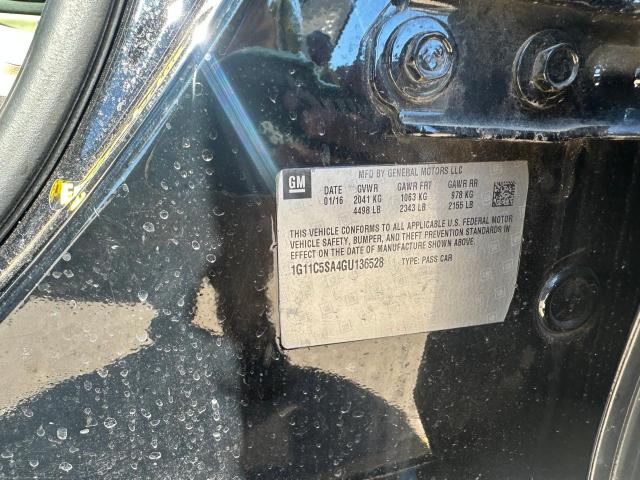 MFD BY GENERAL MOTORS LLC
GM
DATE GVWR GAWR FRT GAWR RR
01/16 2041 KG 1063 KG 978 KG
4498 LB 2343 LB 2155 LB
THIS VEHICLE CONFORMS TO ALL APPLICABLE U.S. FEDERAL MOTOR
VEHICLE SAFETY, BUMPER, AND THEFT PREVENTION STANDARDS IN
EFFECT ON THE DATE OF MANUFACTURE SHOWN ABOVE.
1G11C5SA4GU136528 TYPE: PASS CAR